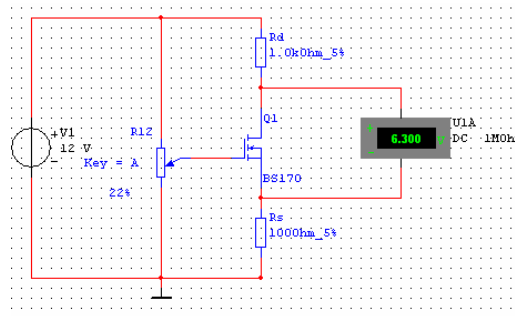 Rd
1.0kOhm_5%
Q1
U1A
+ V1
R12
+
6.300
V
DC 1MOh
12 V
-
-
Key = A
BS170
22%
Rs
100Ohm_5%